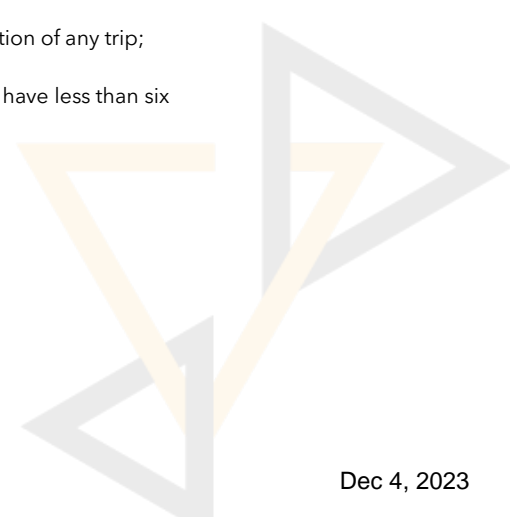 tion of any trip;
have less than six
Dec 4, 2023